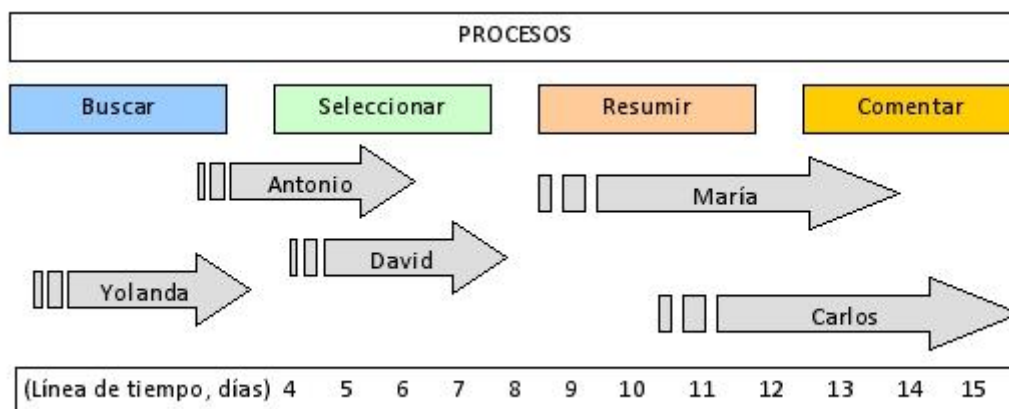 PROCESOS
Buscar Seleccionar Resumir Comentar
Antonio
María
David
Yolanda
Carlos
(Línea de tiempo, días) 4 5 6 7 8 9 10 11 12 13 14 15